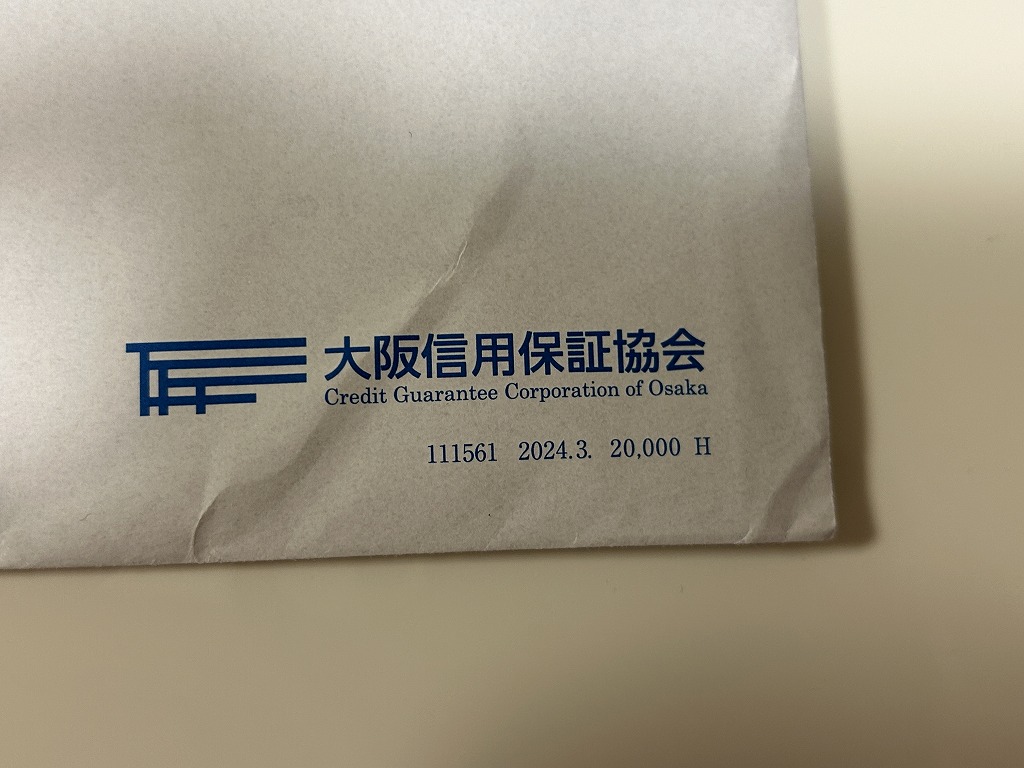 大阪信用保証協会
Credit Guarantee Corporation of Osaka
111561 2024.3. 20,000 H